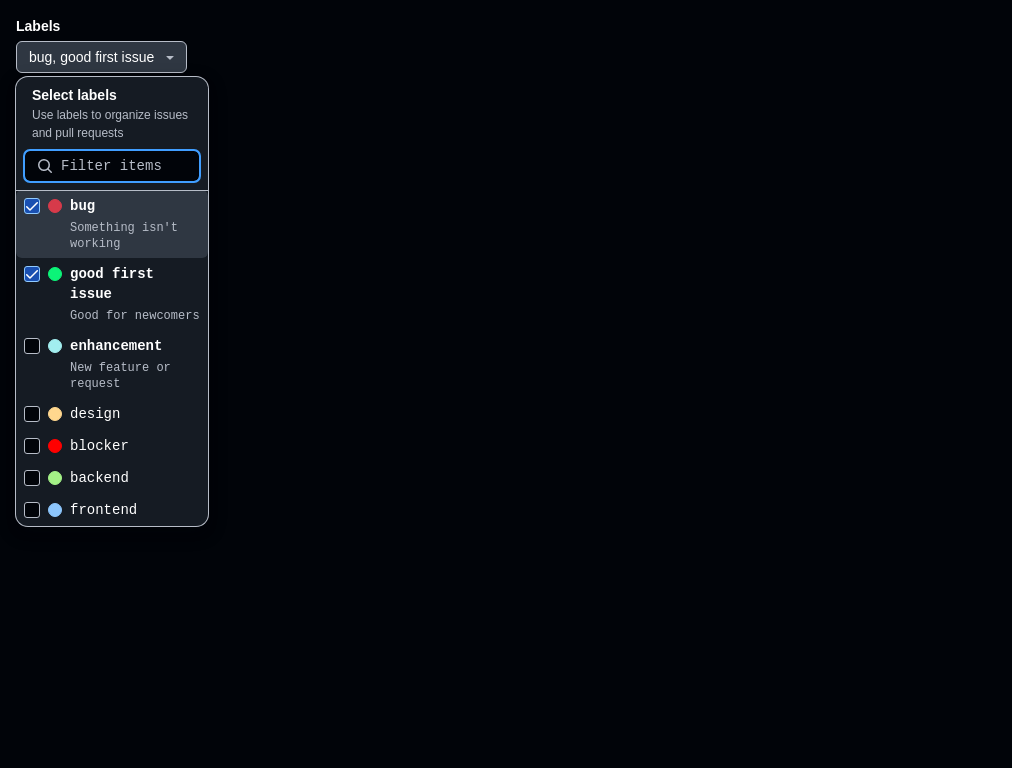 Labels
bug, good first issue
Select labels
Use labels to organize issues
and pull requests
Filter items
bug
Something isn't
working
good first
issue
Good for newcomers
enhancement
New feature or
request
design
blocker
backend
frontend